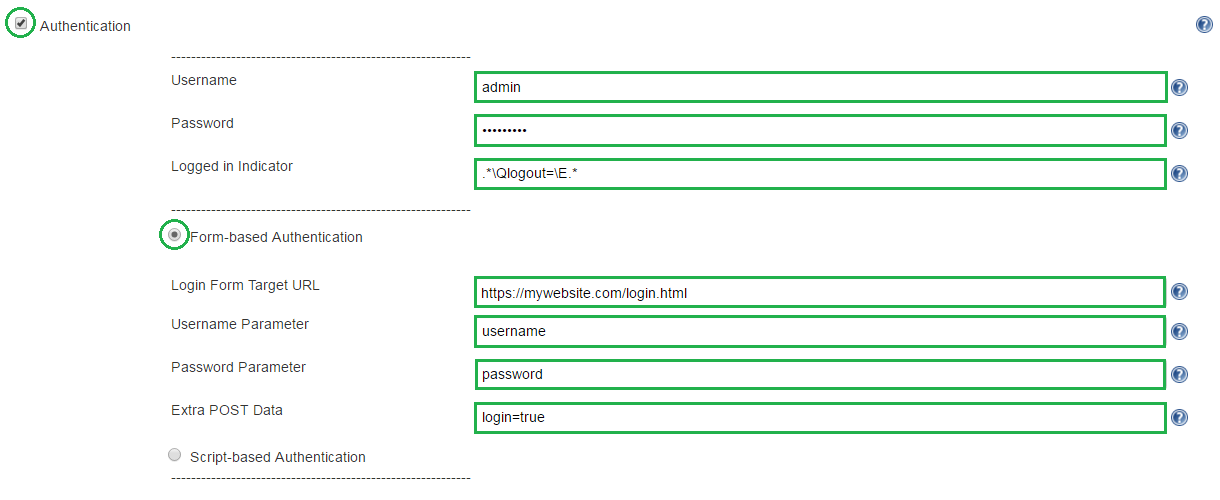 Authentication
------------------------------------------------------------
Username admin
Password •••••••••
Logged in Indicator .*\Qlogout=\E.*
------------------------------------------------------------
Form-based Authentication
Login Form Target URL https://mywebsite.com/login.html
Username Parameter username
Password Parameter password
Extra POST Data login=true
Script-based Authentication
------------------------------------------------------------